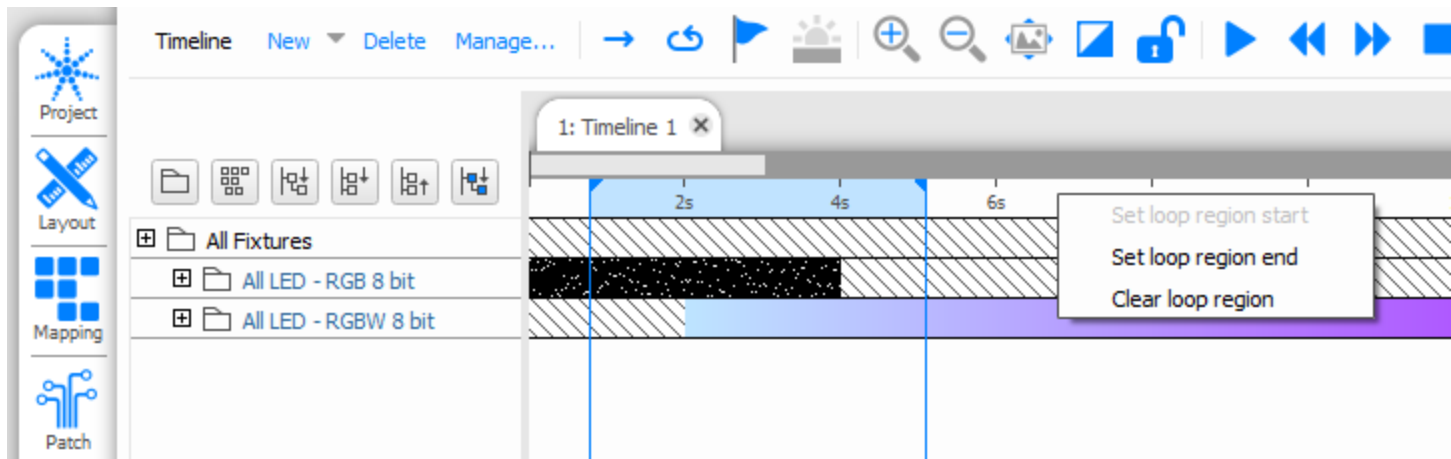 Timeline New Delete Manage...
Project
1: Timeline 1
Layout
2s 4s 6s
Set loop region start
All Fixtures
Set loop region end
All LED - RGB 8 bit
Clear loop region
All LED - RGBW 8 bit
Mapping
Patch